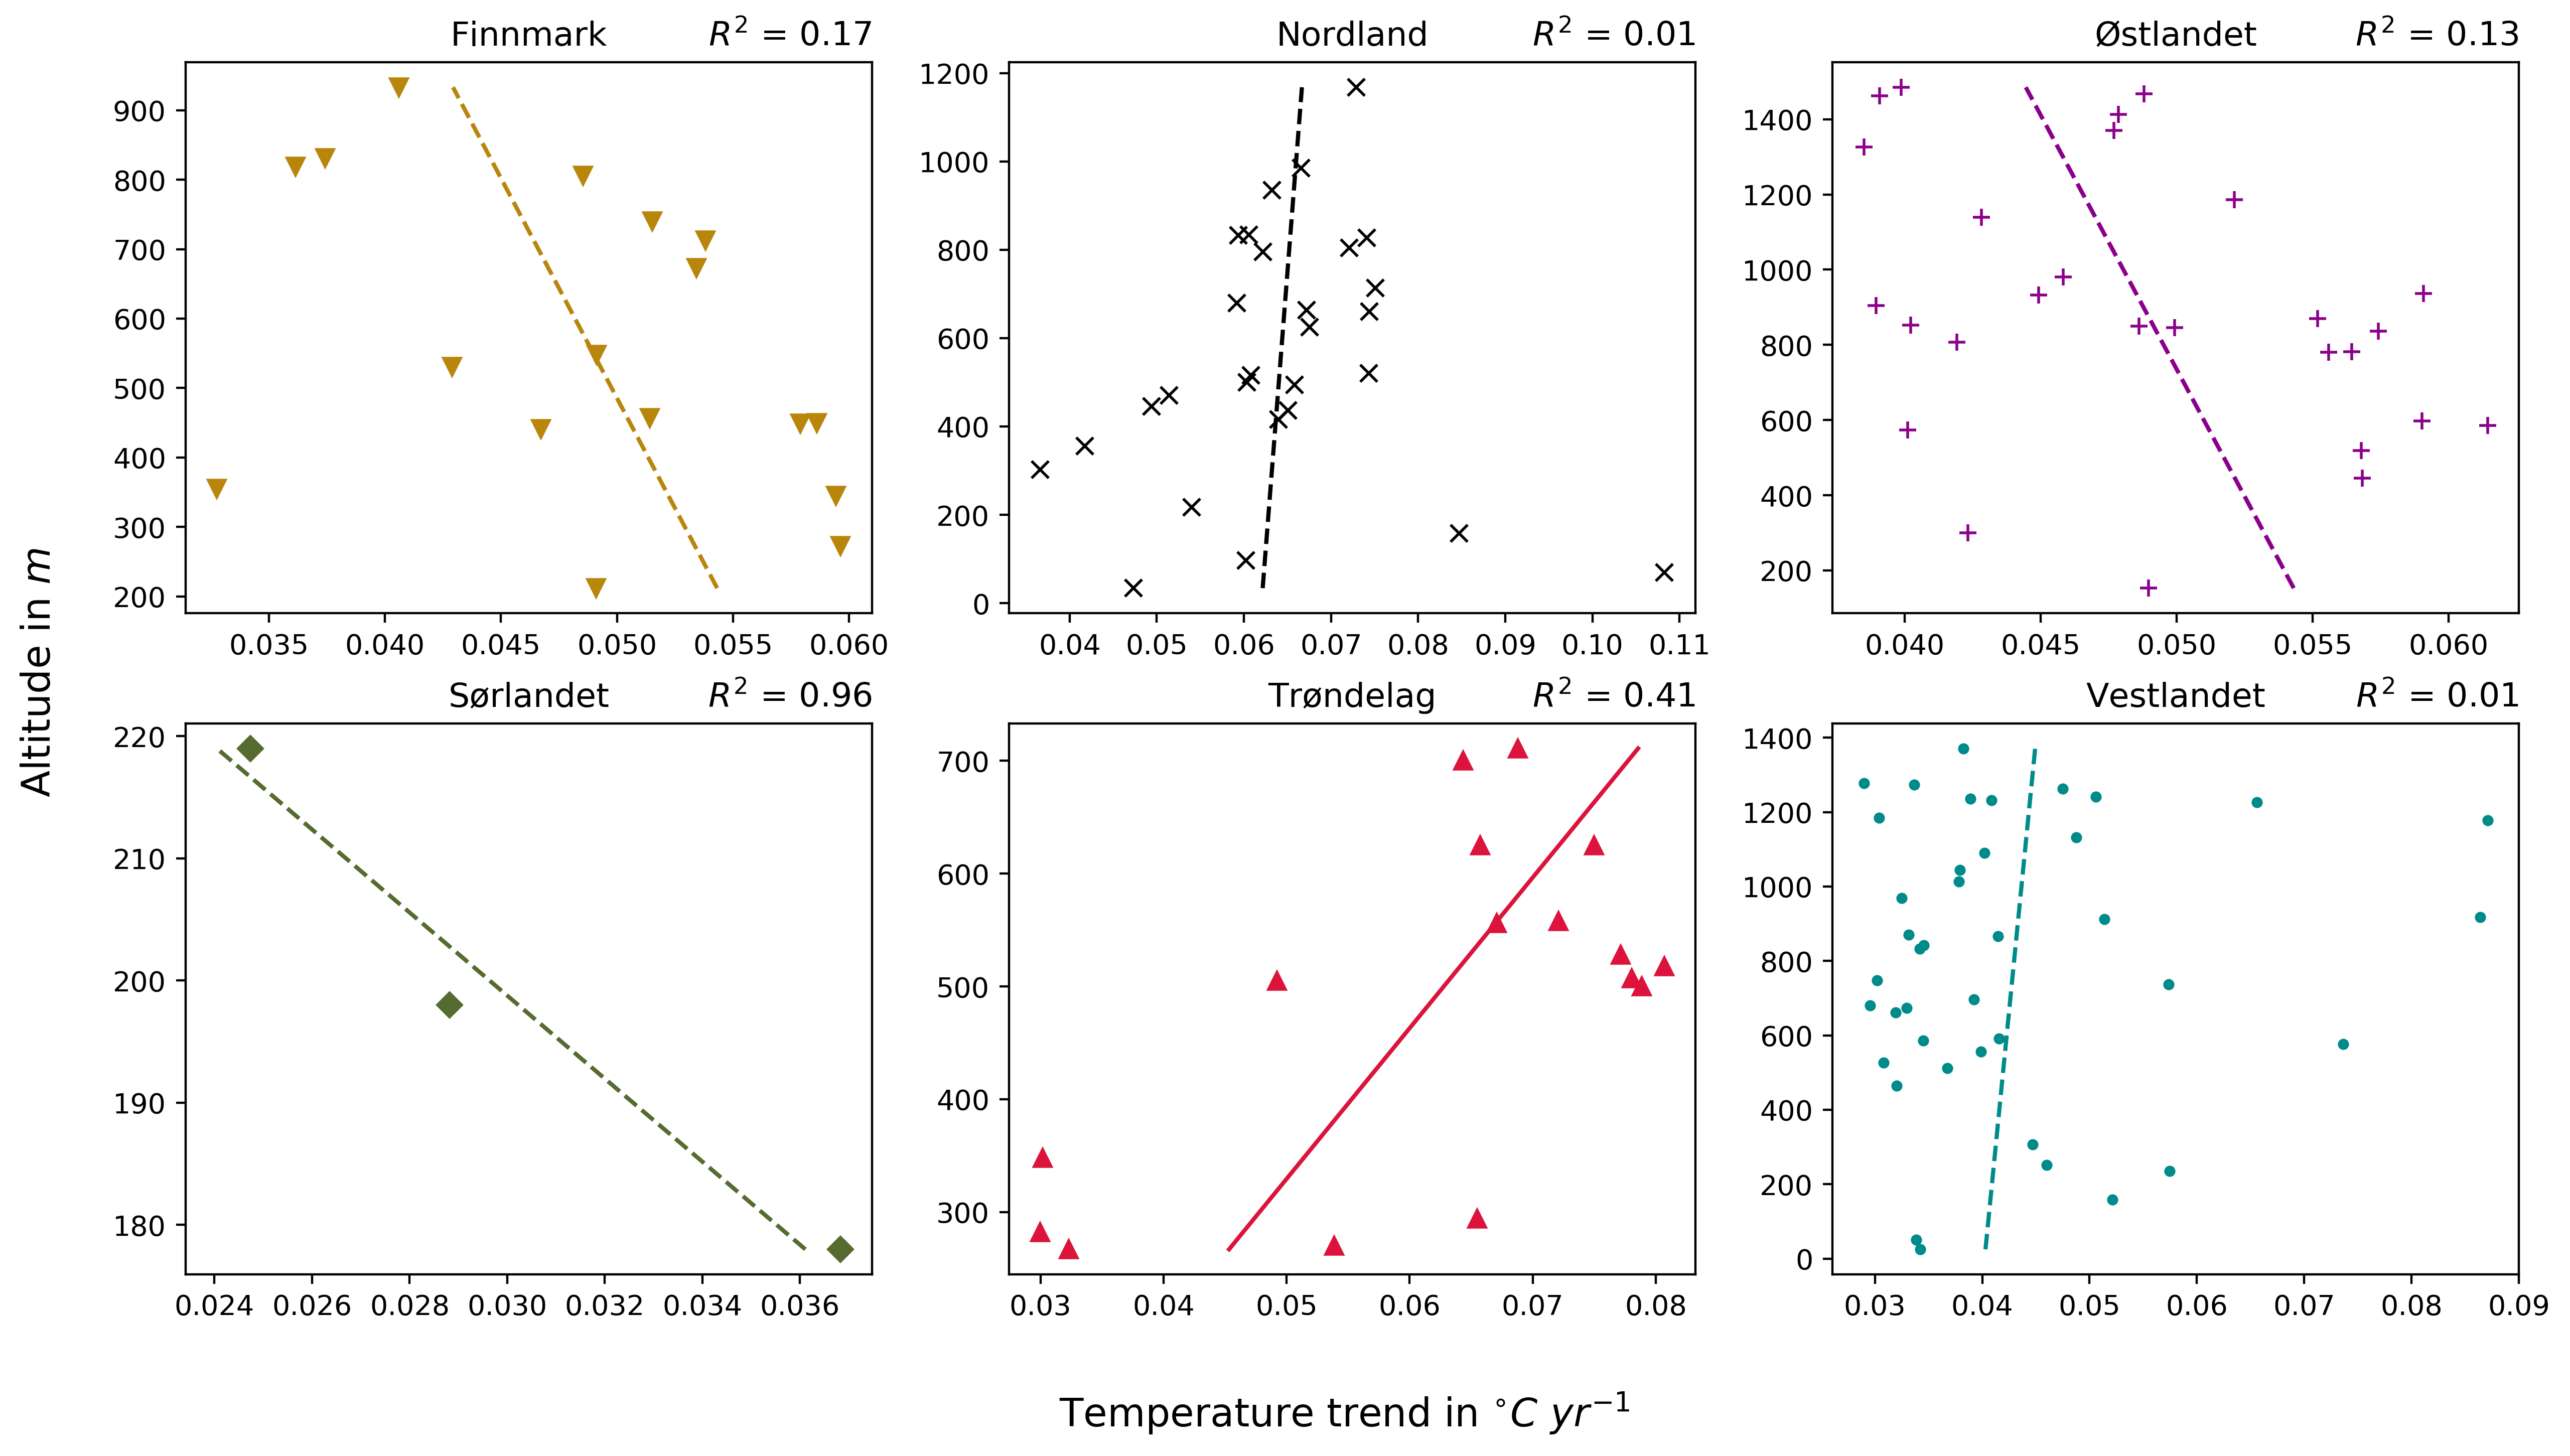 Finnmark R² = 0.17
Nordland R² = 0.01
Østlandet R² = 0.13
900
800
700
600
500
400
300
200
0.035 0.040 0.045 0.050 0.055 0.060
1200
1000
800
600
400
200
0
0.04 0.05 0.06 0.07 0.08 0.09 0.10 0.11
1400
1200
1000
800
600
400
200
0.040 0.045 0.050 0.055 0.060
Altitude in m
Sørlandet R² = 0.96
Trøndelag R² = 0.41
Vestlandet R² = 0.01
220
210
200
190
180
0.024 0.026 0.028 0.030 0.032 0.034 0.036
700
600
500
400
300
0.03 0.04 0.05 0.06 0.07 0.08
1400
1200
1000
800
600
400
200
0
0.03 0.04 0.05 0.06 0.07 0.08 0.09
Temperature trend in °C yr⁻¹